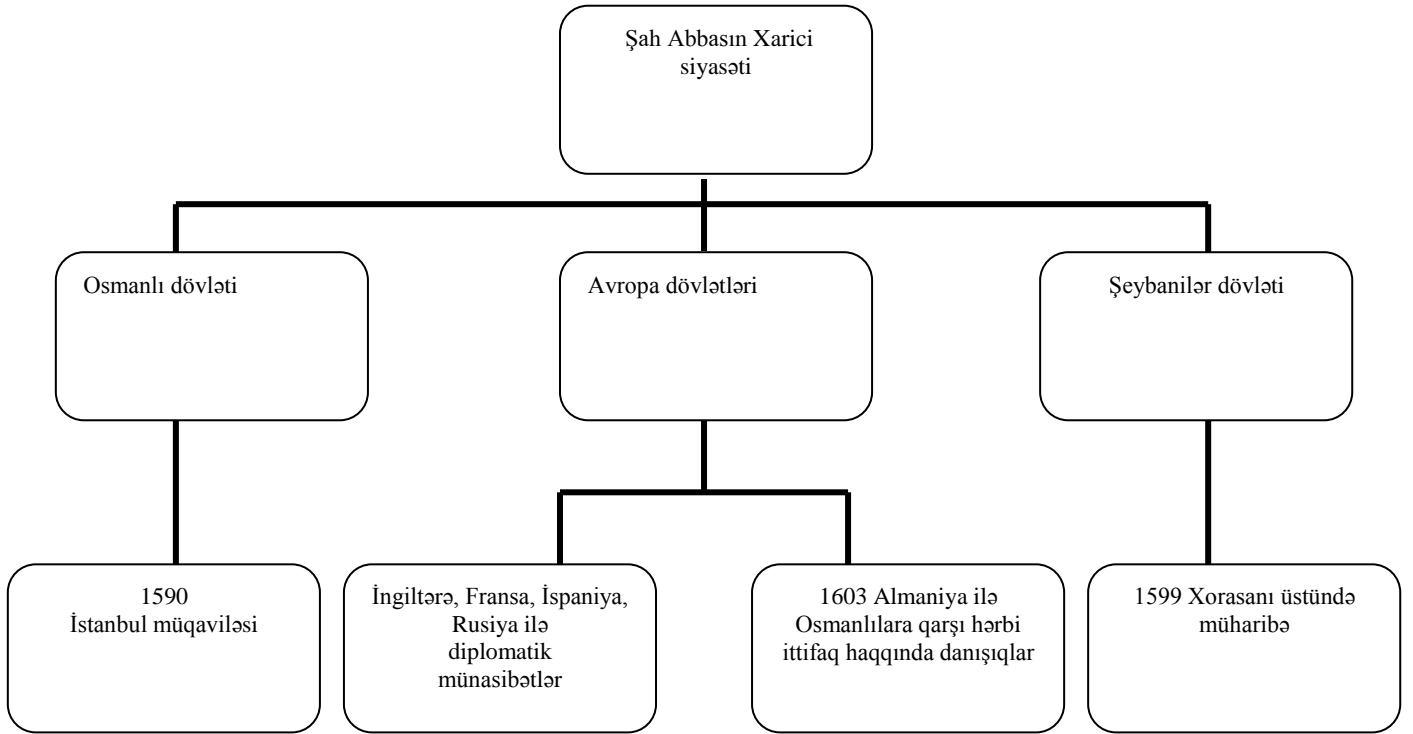 Şah Abbasın Xarici
siyasəti
Osmanlı dövləti
Avropa dövlətləri
Şeybanilər dövləti
1590
İstanbul müqaviləsi
İngiltərə, Fransa, İspaniya,
Rusiya ilə
diplomatik
münasibətlər
1603 Almaniya ilə
Osmanlılara qarşı hərbi
ittifaq haqqında danışıqlar
1599 Xorasanı üstündə
müharibə